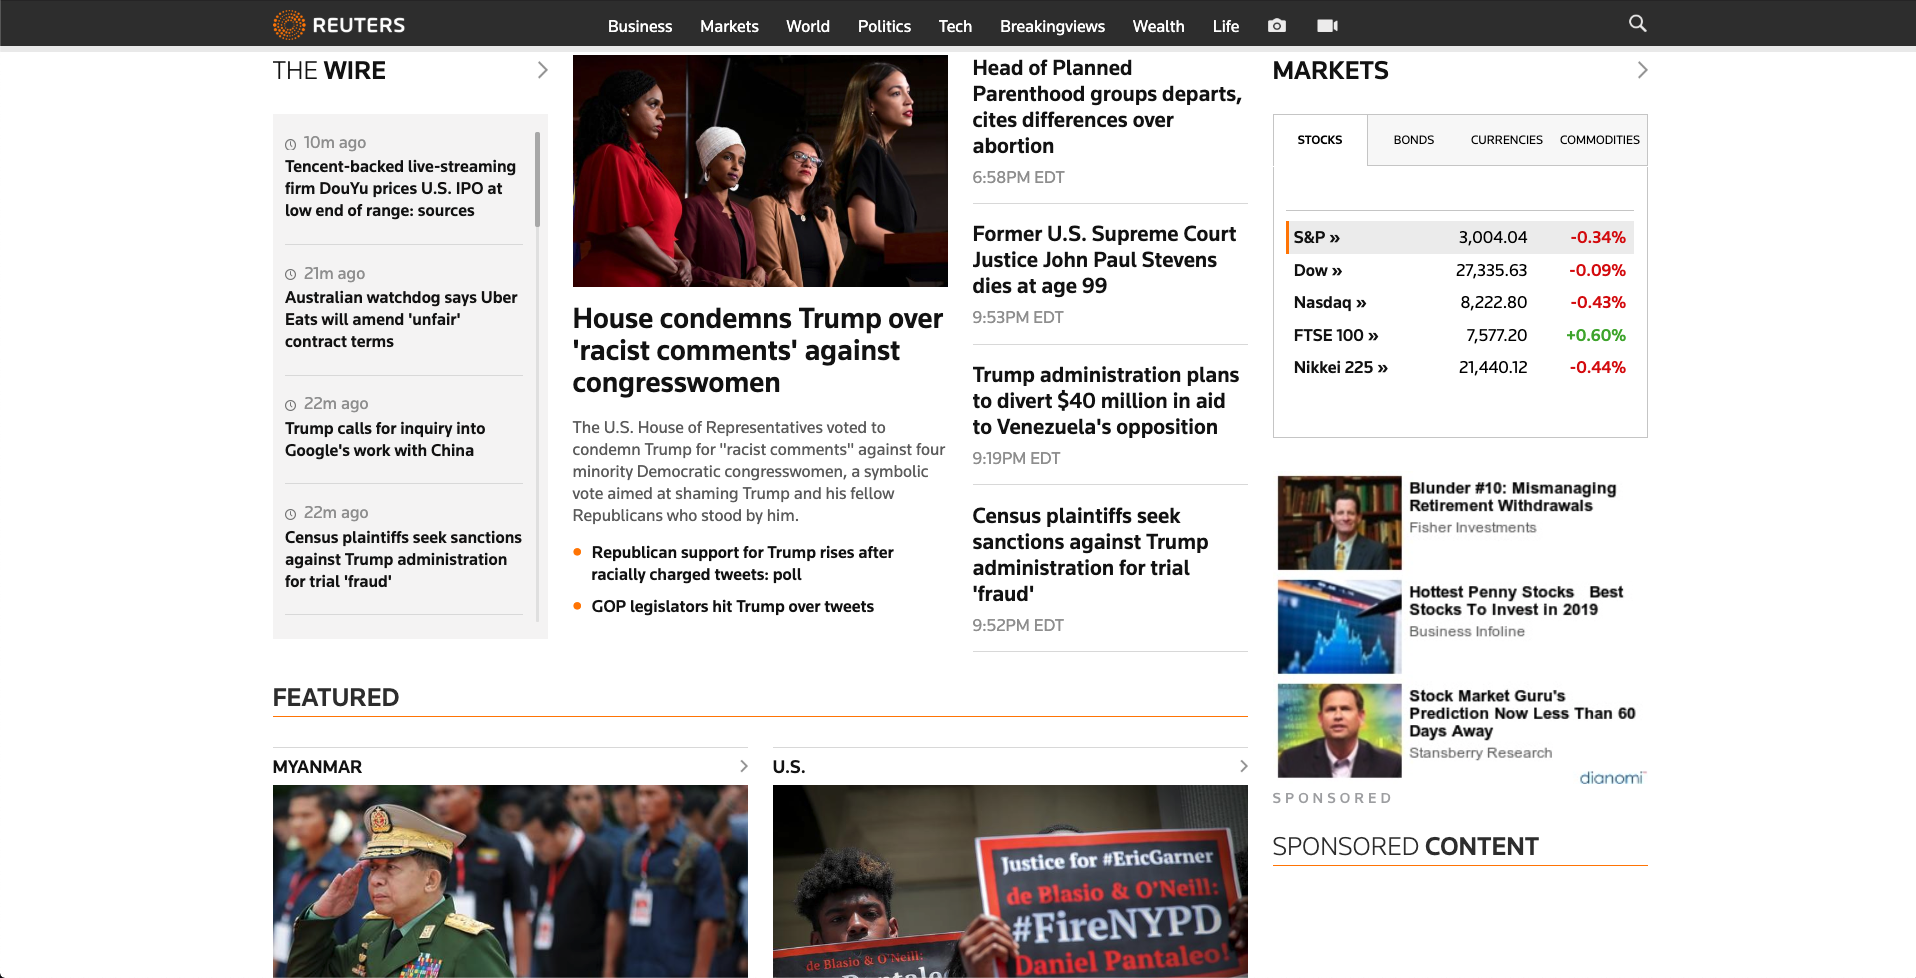 REUTERS
Business Markets World Politics Tech Breakingviews Wealth Life
THE WIRE
10m ago
Tencent-backed live-streaming
firm DouYu prices U.S. IPO at
low end of range: sources
21m ago
Australian watchdog says Uber
Eats will amend 'unfair'
contract terms
22m ago
Trump calls for inquiry into
Google's work with China
22m ago
Census plaintiffs seek sanctions
against Trump administration
for trial 'fraud'
House condemns Trump over
'racist comments' against
congresswomen
The U.S. House of Representatives voted to
condemn Trump for "racist comments" against four
minority Democratic congresswomen, a symbolic
vote aimed at shaming Trump and his fellow
Republicans who stood by him.
Republican support for Trump rises after
racially charged tweets: poll
GOP legislators hit Trump over tweets
Head of Planned
Parenthood groups departs,
cites differences over
abortion
6:58PM EDT
Former U.S. Supreme Court
Justice John Paul Stevens
dies at age 99
9:53PM EDT
Trump administration plans
to divert $40 million in aid
to Venezuela's opposition
9:19PM EDT
Census plaintiffs seek
sanctions against Trump
administration for trial
'fraud'
9:52PM EDT
MARKETS
STOCKS BONDS CURRENCIES COMMODITIES
S&P » 3,004.04 -0.34%
Dow » 27,335.63 -0.09%
Nasdaq » 8,222.80 -0.43%
FTSE 100 » 7,577.20 +0.60%
Nikkei 225 » 21,440.12 -0.44%
Blunder #10: Mismanaging
Retirement Withdrawals
Fisher Investments
Hottest Penny Stocks Best
Stocks To Invest in 2019
Business Infoline
Stock Market Guru's
Prediction Now Less Than 60
Days Away
Stansberry Research
dianomi
SPONSORED
SPONSORED CONTENT
FEATURED
MYANMAR
U.S.
Justice for #EricGarner
de Blasio & O'Neill:
#FireNYPD
Daniel Pantaleo!
de Blasio & O'Neill: